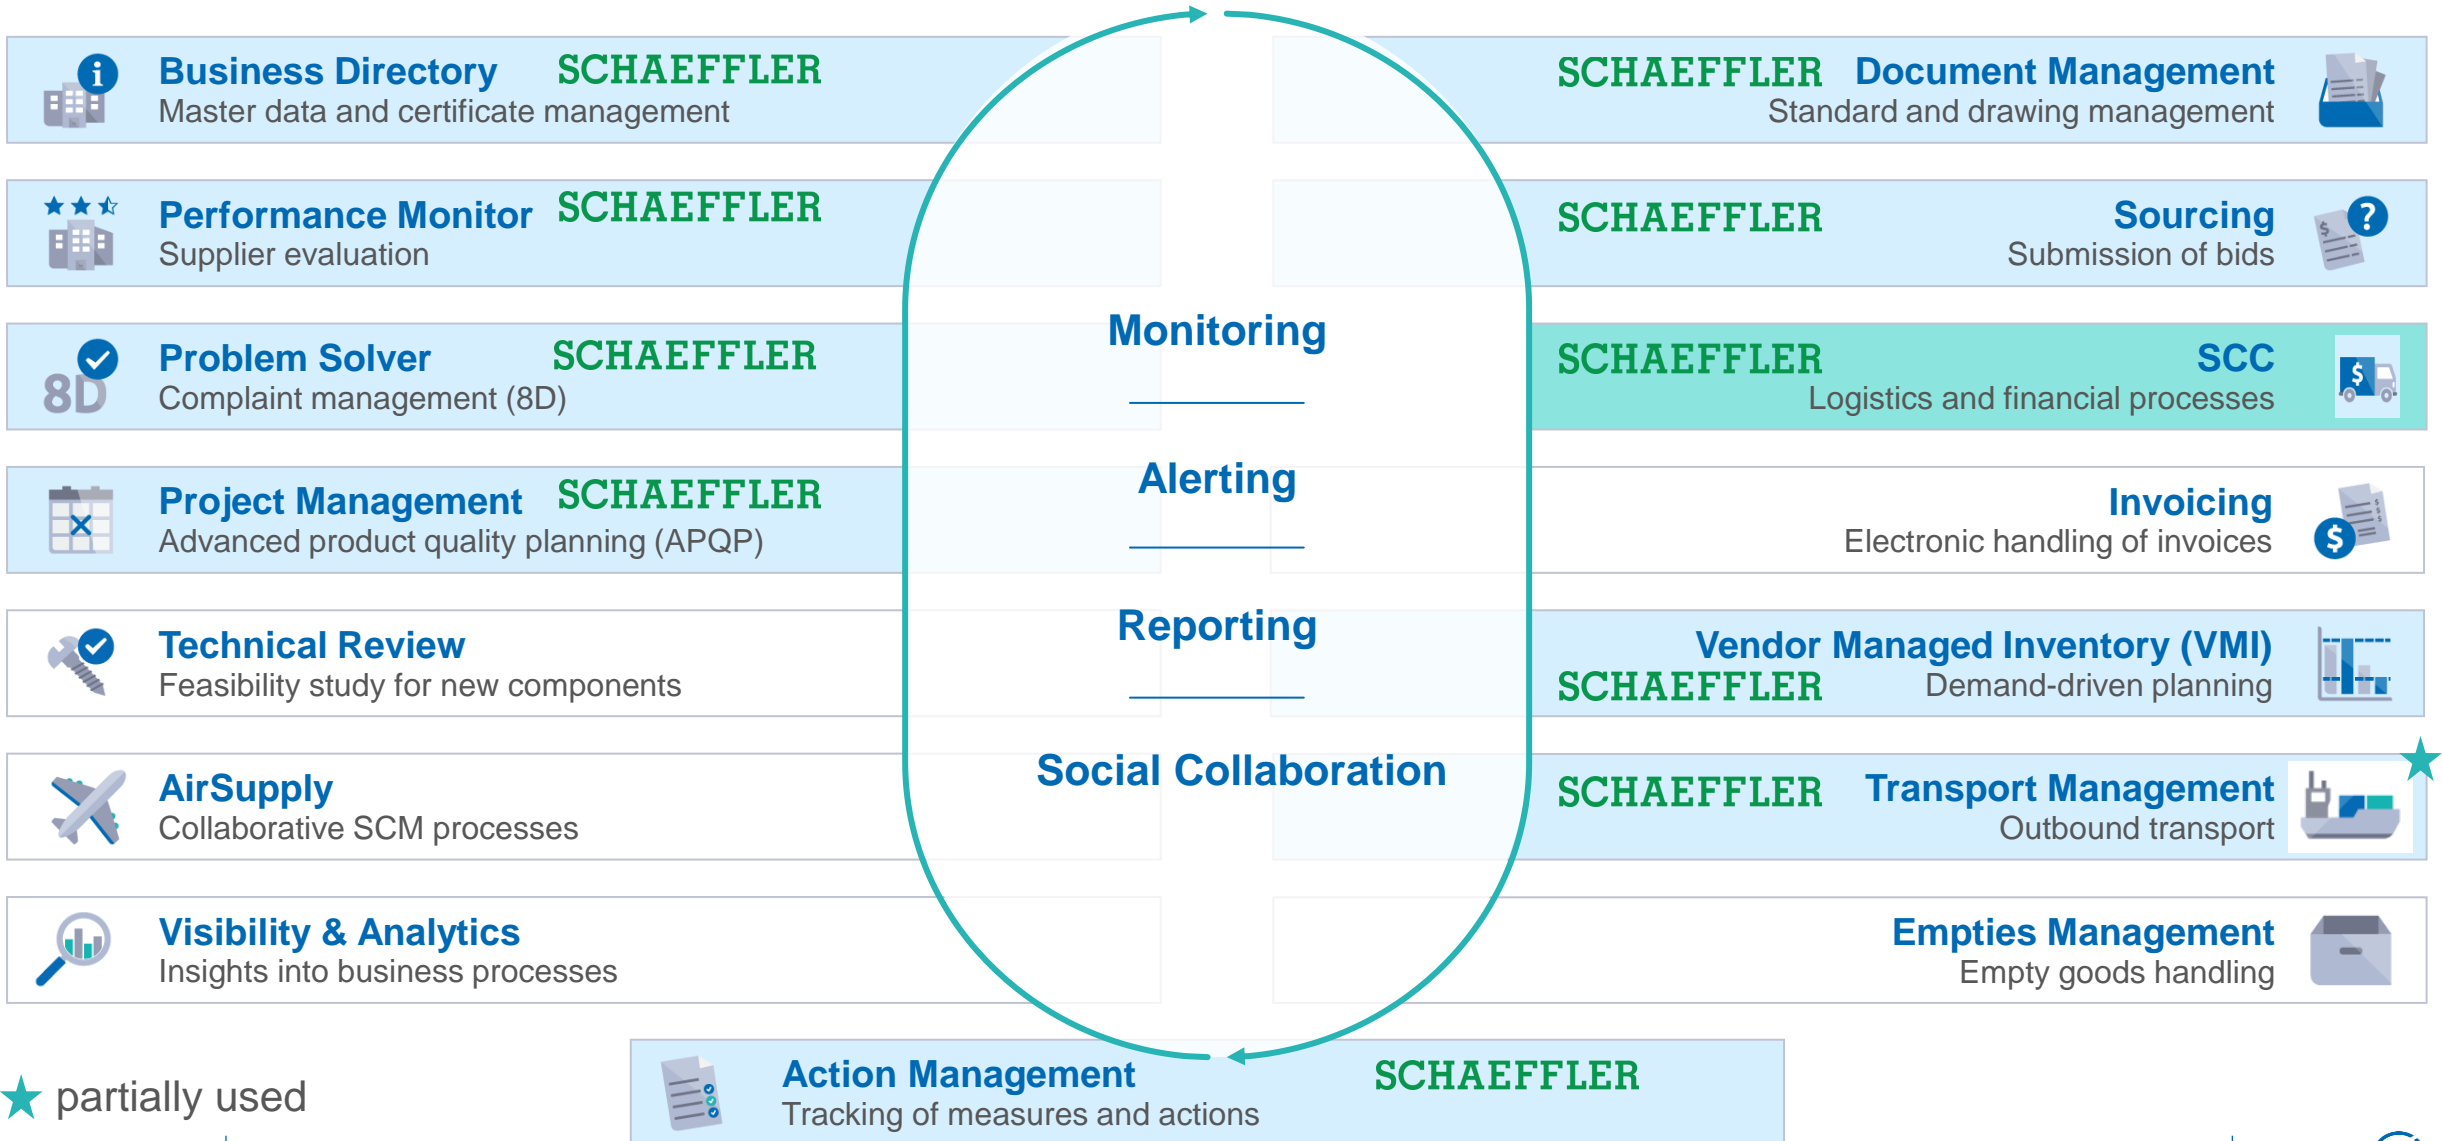 Business Directory SCHAEFFLER
Master data and certificate management
Performance Monitor SCHAEFFLER
Supplier evaluation
Problem Solver SCHAEFFLER
8D
Complaint management (8D)
Project Management SCHAEFFLER
Advanced product quality planning (APQP)
Technical Review
Feasibility study for new components
AirSupply
Collaborative SCM processes
Visibility & Analytics
Insights into business processes
Monitoring
Alerting
Reporting
Social Collaboration
SCHAEFFLER Document Management
Standard and drawing management
SCHAEFFLER Sourcing
Submission of bids
SCHAEFFLER SCC
Logistics and financial processes
Invoicing
Electronic handling of invoices
Vendor Managed Inventory (VMI)
SCHAEFFLER Demand-driven planning
SCHAEFFLER Transport Management
Outbound transport
Empties Management
Empty goods handling
Action Management SCHAEFFLER
Tracking of measures and actions
partially used